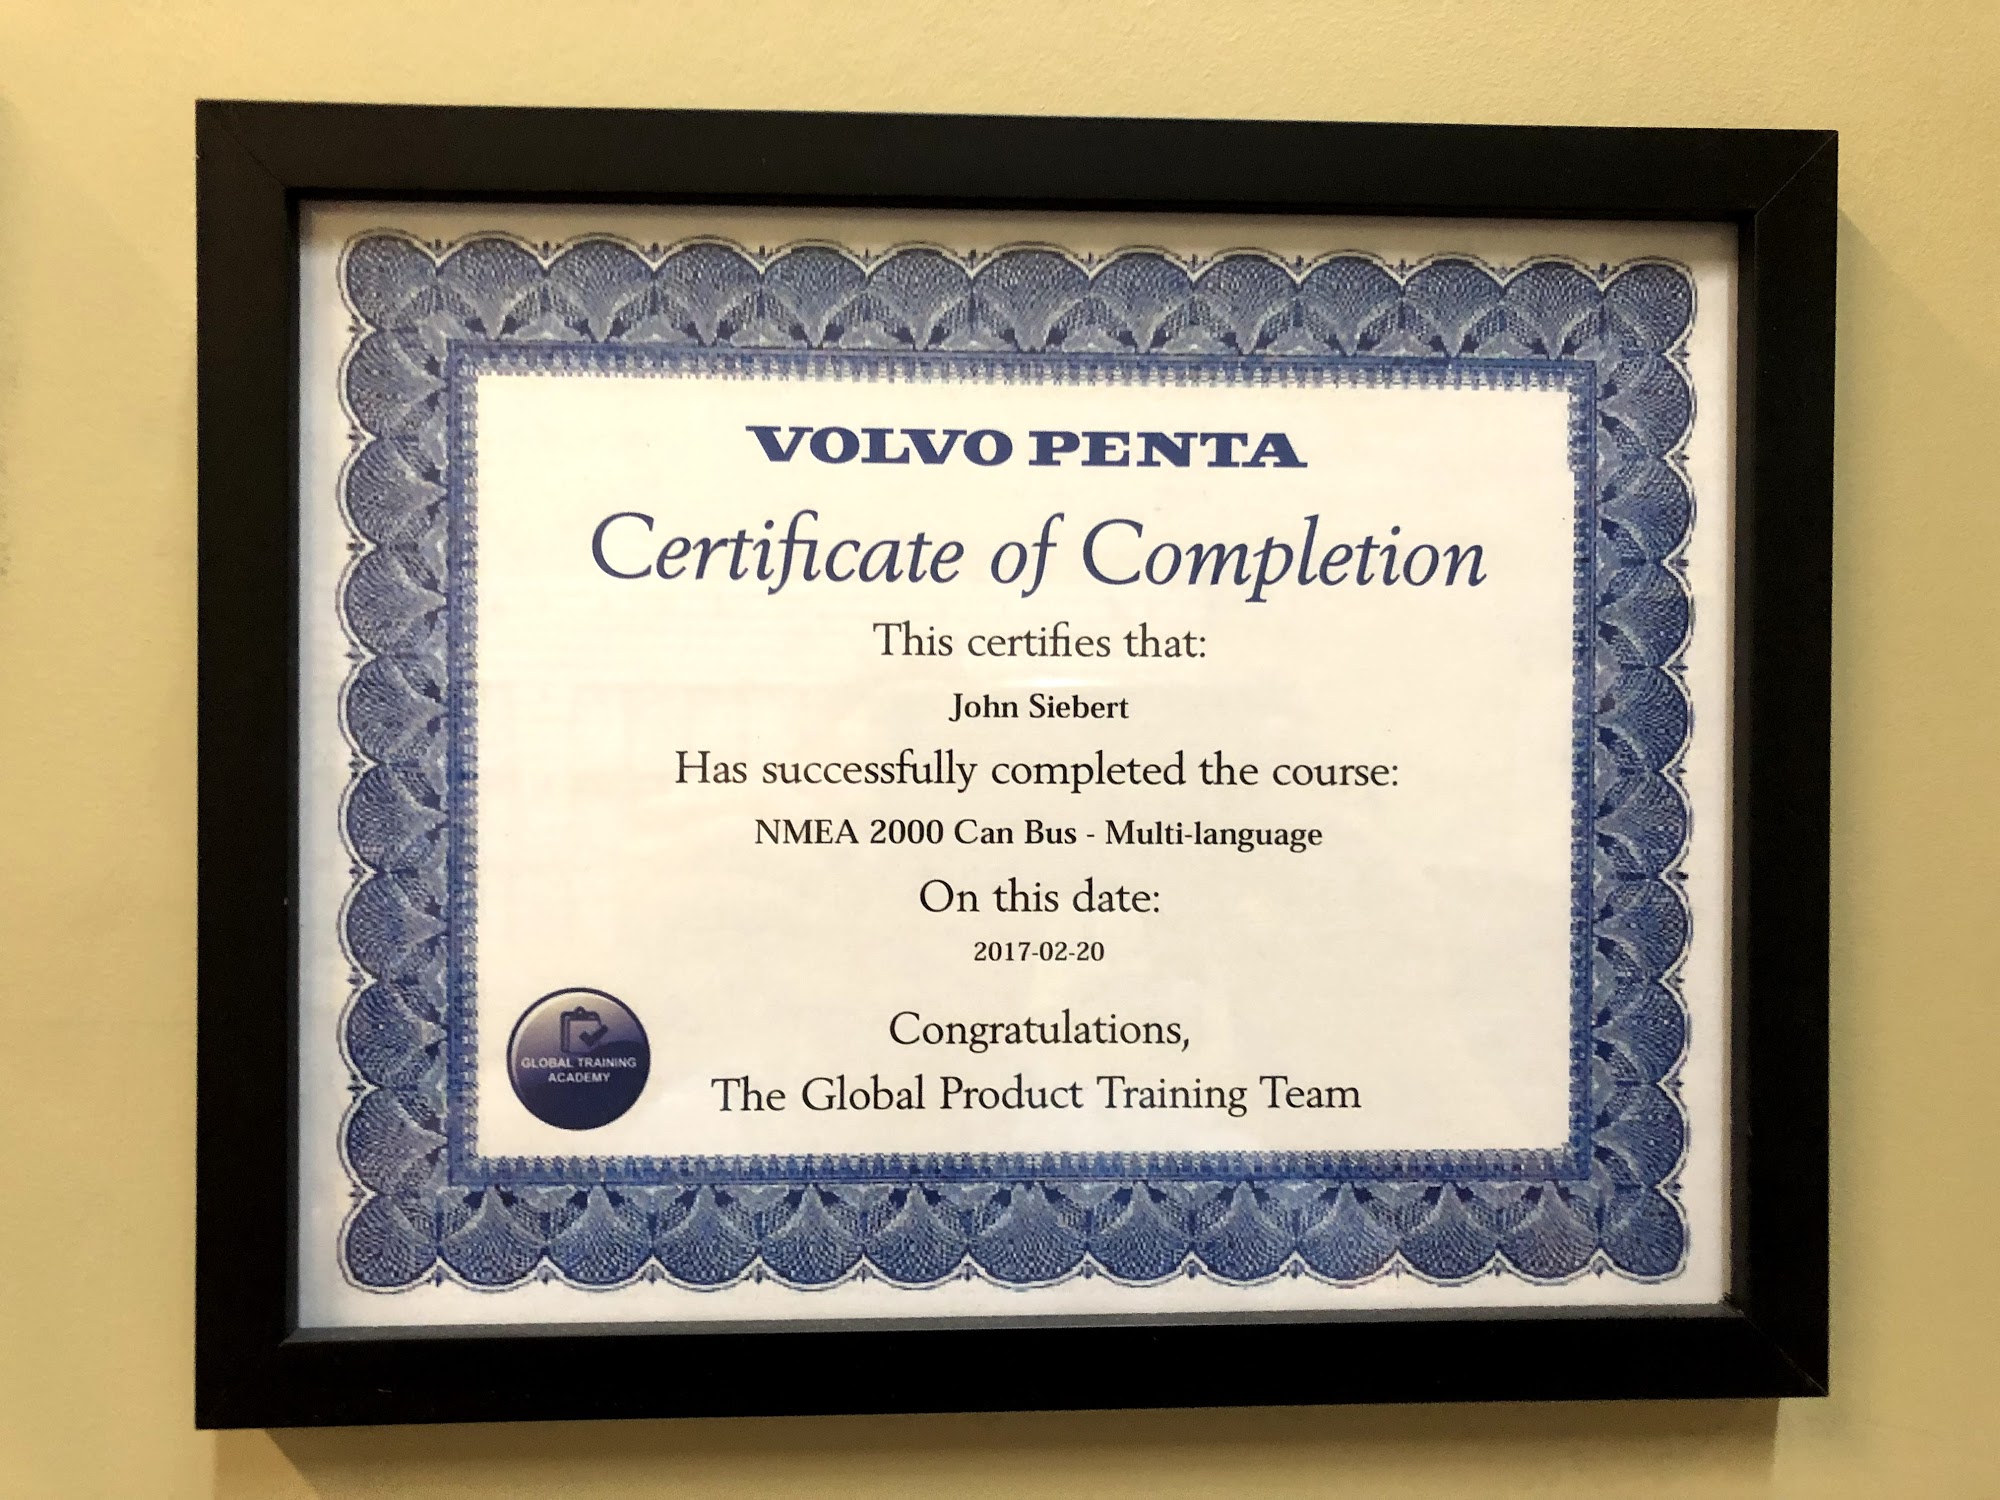 VOLVO PENTA
Certificate of Completion
This certifies that:
John Siebert
Has successfully completed the course:
NMEA 2000 Can Bus - Multi-language
On this date:
2017-02-20
Congratulations,
The Global Product Training Team
GLOBAL TRAINING
ACADEMY